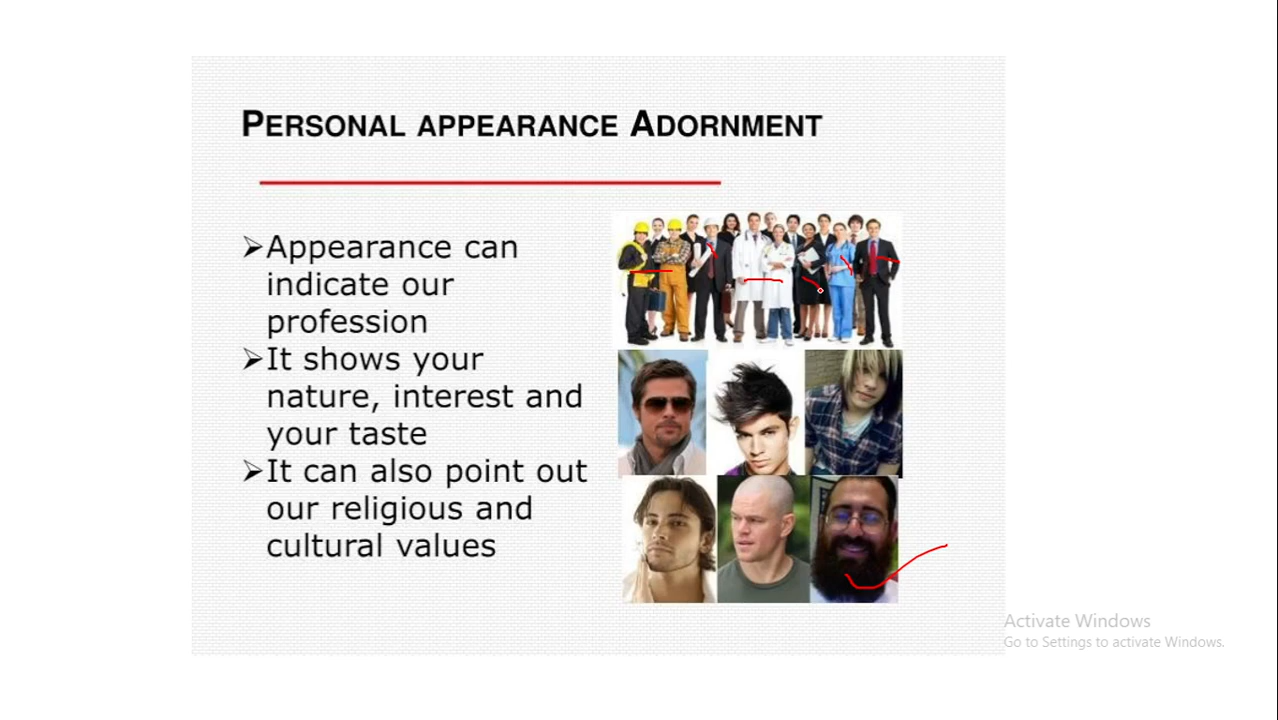 PERSONAL APPEARANCE ADORNMENT
➢Appearance can
indicate our
profession
➢It shows your
nature, interest and
your taste
➢It can also point out
our religious and
cultural values
Activate Windows
Go to Settings to activate Windows.